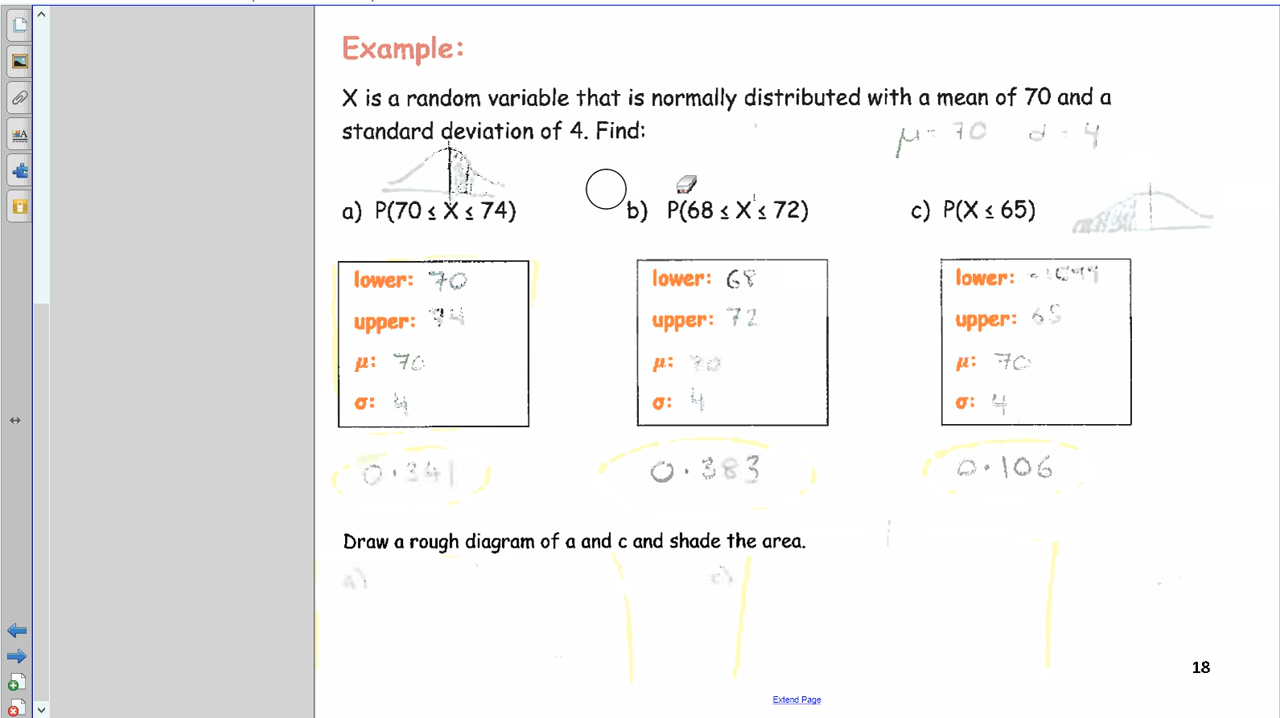 Example:
X is a random variable that is normally distributed with a mean of 70 and a
standard deviation of 4. Find:
μ = 70 σ = 4
a) P(70 ≤ X ≤ 74) b) P(68 ≤ X ≤ 72) c) P(X ≤ 65)
lower: 70
upper: 74
μ: 70
σ: 4
lower: 68
upper: 72
μ: 70
σ: 4
lower: -1E99
upper: 65
μ: 70
σ: 4
0.341 0.383 0.106
Draw a rough diagram of a and c and shade the area.
a) c)
18
Extend Page